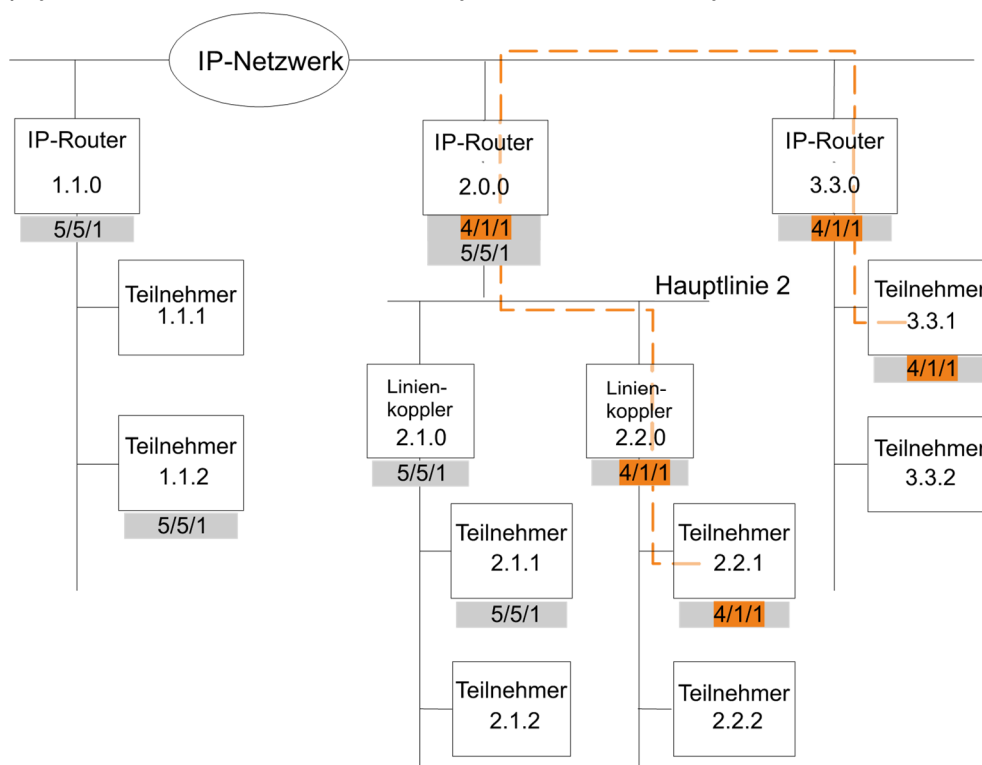 IP-Netzwerk
IP-Router
1.1.0
5/5/1
IP-Router
2.0.0
4/1/1
5/5/1
IP-Router
3.3.0
4/1/1
Teilnehmer
1.1.1
Teilnehmer
1.1.2
5/5/1
Hauptlinie 2
Linien-
koppler
2.1.0
5/5/1
Linien-
koppler
2.2.0
4/1/1
Teilnehmer
2.1.1
5/5/1
Teilnehmer
2.1.2
Teilnehmer
2.2.1
4/1/1
Teilnehmer
2.2.2
Teilnehmer
3.3.1
4/1/1
Teilnehmer
3.3.2